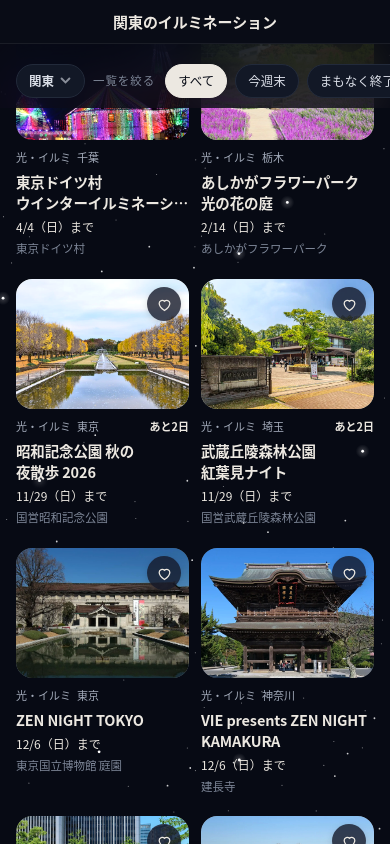 関東のイルミネーション
関東
一覧を絞る
すべて
今週末
まもなく終了
光・イルミ 千葉
東京ドイツ村
ウインターイルミネーシ…
4/4（日）まで
東京ドイツ村
光・イルミ 栃木
あしかがフラワーパーク
光の花の庭
2/14（日）まで
あしかがフラワーパーク
光・イルミ 東京
あと2日
昭和記念公園 秋の
夜散歩 2026
11/29（日）まで
国営昭和記念公園
光・イルミ 埼玉
あと2日
武蔵丘陵森林公園
紅葉見ナイト
11/29（日）まで
国営武蔵丘陵森林公園
光・イルミ 東京
ZEN NIGHT TOKYO
12/6（日）まで
東京国立博物館 庭園
光・イルミ 神奈川
VIE presents ZEN NIGHT
KAMAKURA
12/6（日）まで
建長寺